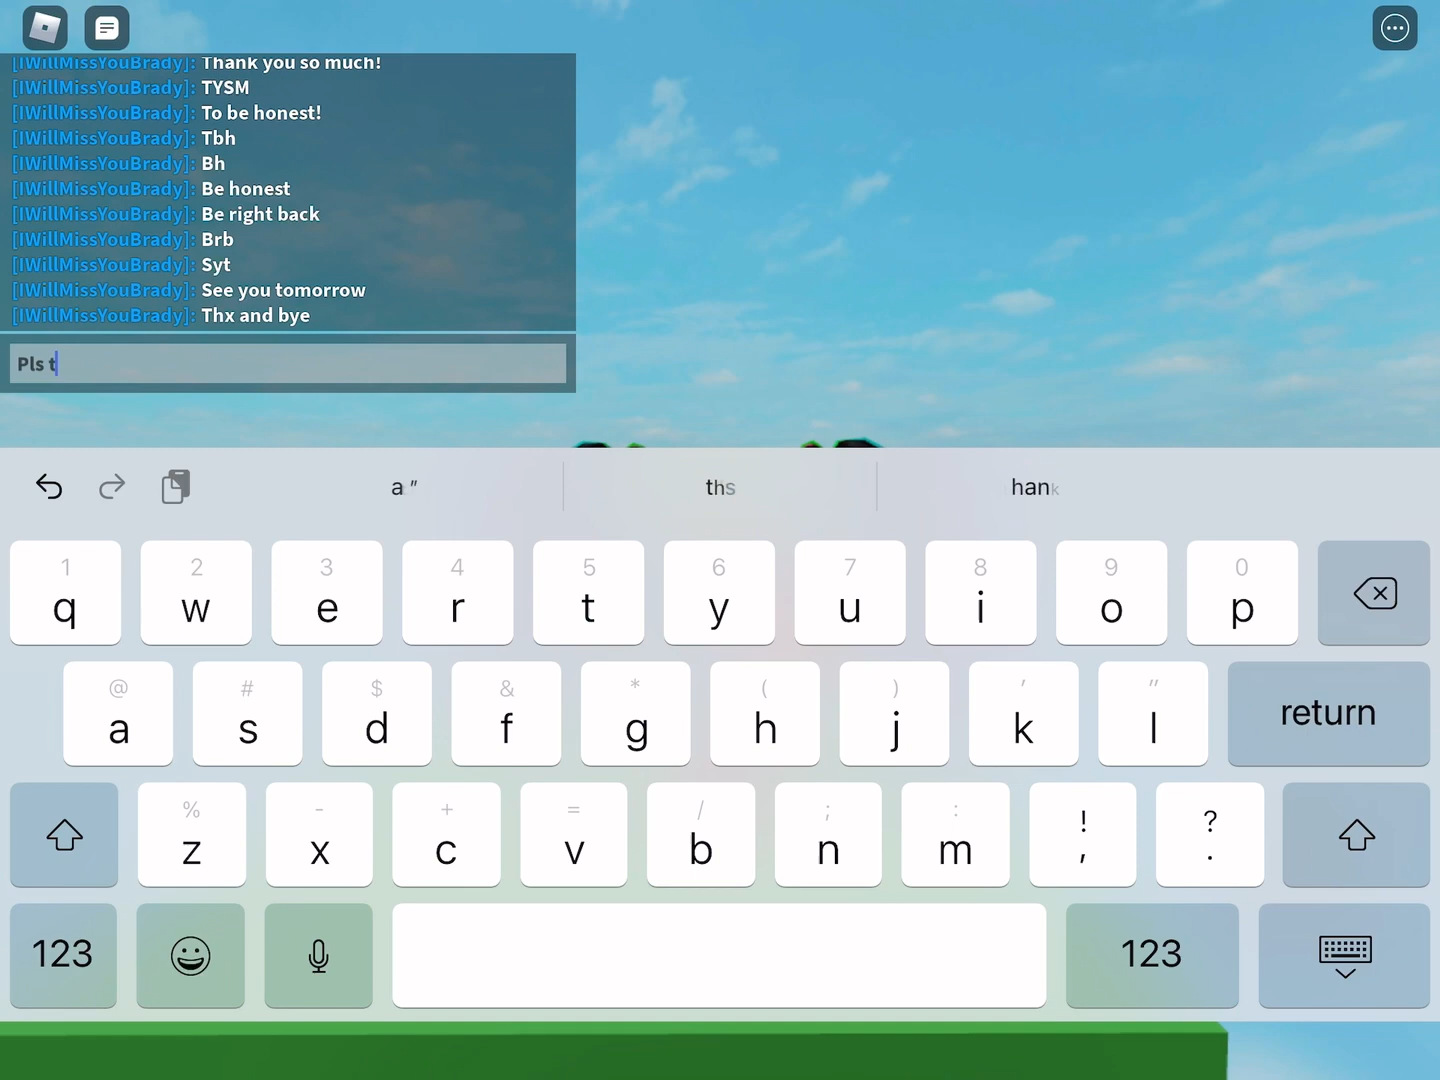 [IWillMissYouBrady]: Thank you so much!
[IWillMissYouBrady]: TYSM
[IWillMissYouBrady]: To be honest!
[IWillMissYouBrady]: Tbh
[IWillMissYouBrady]: Bh
[IWillMissYouBrady]: Be honest
[IWillMissYouBrady]: Be right back
[IWillMissYouBrady]: Brb
[IWillMissYouBrady]: Syt
[IWillMissYouBrady]: See you tomorrow
[IWillMissYouBrady]: Thx and bye
Pls t
ths hank
1 2 3 4 5 6 7 8 9 0
q w e r t y u i o p
@ # $ & * ( ) ' "
a s d f g h j k l return
% - + = / ; : ! ?
z x c v b n m , .
123 123